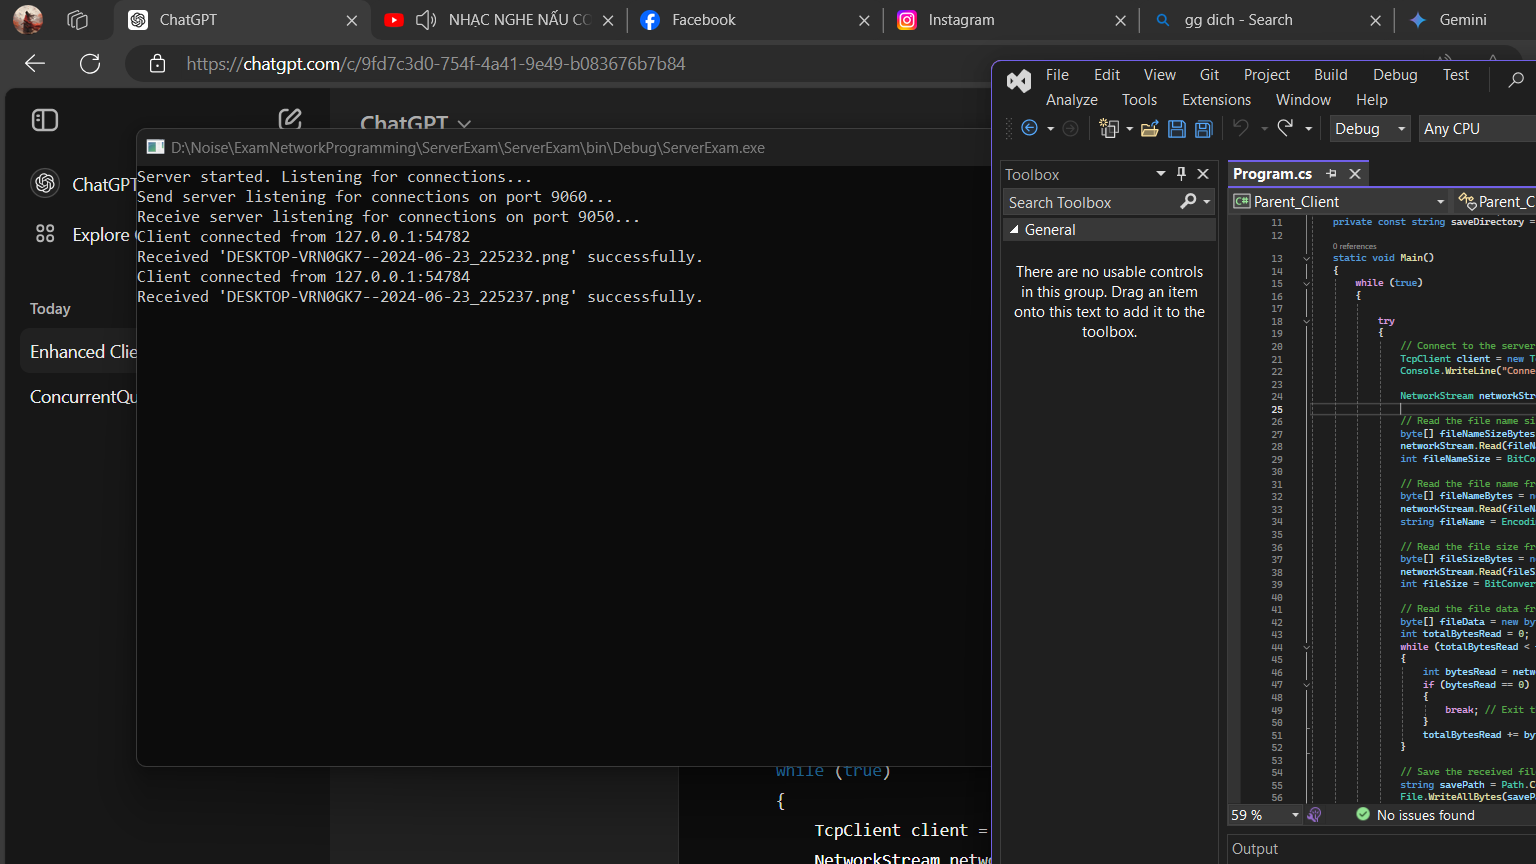 ChatGPT
NHẠC NGHE NẤU CƠ
Facebook
Instagram
gg dich - Search
Gemini
https://chatgpt.com/c/9fd7c3d0-754f-4a41-9e49-b083676b7b84
ChatGPT
ChatGPT
Explore
Today
Enhanced Clie
ConcurrentQu
D:\Noise\ExamNetworkProgramming\ServerExam\ServerExam\bin\Debug\ServerExam.exe
Server started. Listening for connections...
Send server listening for connections on port 9060...
Receive server listening for connections on port 9050...
Client connected from 127.0.0.1:54782
Received 'DESKTOP-VRN0GK7--2024-06-23_225232.png' successfully.
Client connected from 127.0.0.1:54784
Received 'DESKTOP-VRN0GK7--2024-06-23_225237.png' successfully.
while (true)
{
TcpClient client =
NetworkStream netw
File Edit View Git Project Build Debug Test
Analyze Tools Extensions Window Help
Debug Any CPU
Toolbox
Search Toolbox
General
There are no usable controls
in this group. Drag an item
onto this text to add it to the
toolbox.
Program.cs
Parent_Client Parent_C
11 private const string saveDirectory =
12
0 references
13 static void Main()
14 {
15 while (true)
16 {
17
18 try
19 {
20 // Connect to the server
21 TcpClient client = new T
22 Console.WriteLine("Conne
23
24 NetworkStream networkStr
25
26 // Read the file name si
27 byte[] fileNameSizeBytes
28 networkStream.Read(fileN
29 int fileNameSize = BitCo
30
31 // Read the file name fr
32 byte[] fileNameBytes = n
33 networkStream.Read(fileN
34 string fileName = Encodi
35
36 // Read the file size fr
37 byte[] fileSizeBytes = n
38 networkStream.Read(fileS
39 int fileSize = BitConver
40
41 // Read the file data fr
42 byte[] fileData = new by
43 int totalBytesRead = 0;
44 while (totalBytesRead <
45 {
46 int bytesRead = netw
47 if (bytesRead == 0)
48 {
49 break; // Exit t
50 }
51 totalBytesRead += by
52 }
53
54 // Save the received fil
55 string savePath = Path.C
56 File.WriteAllBytes(saveP
59 % No issues found
Output